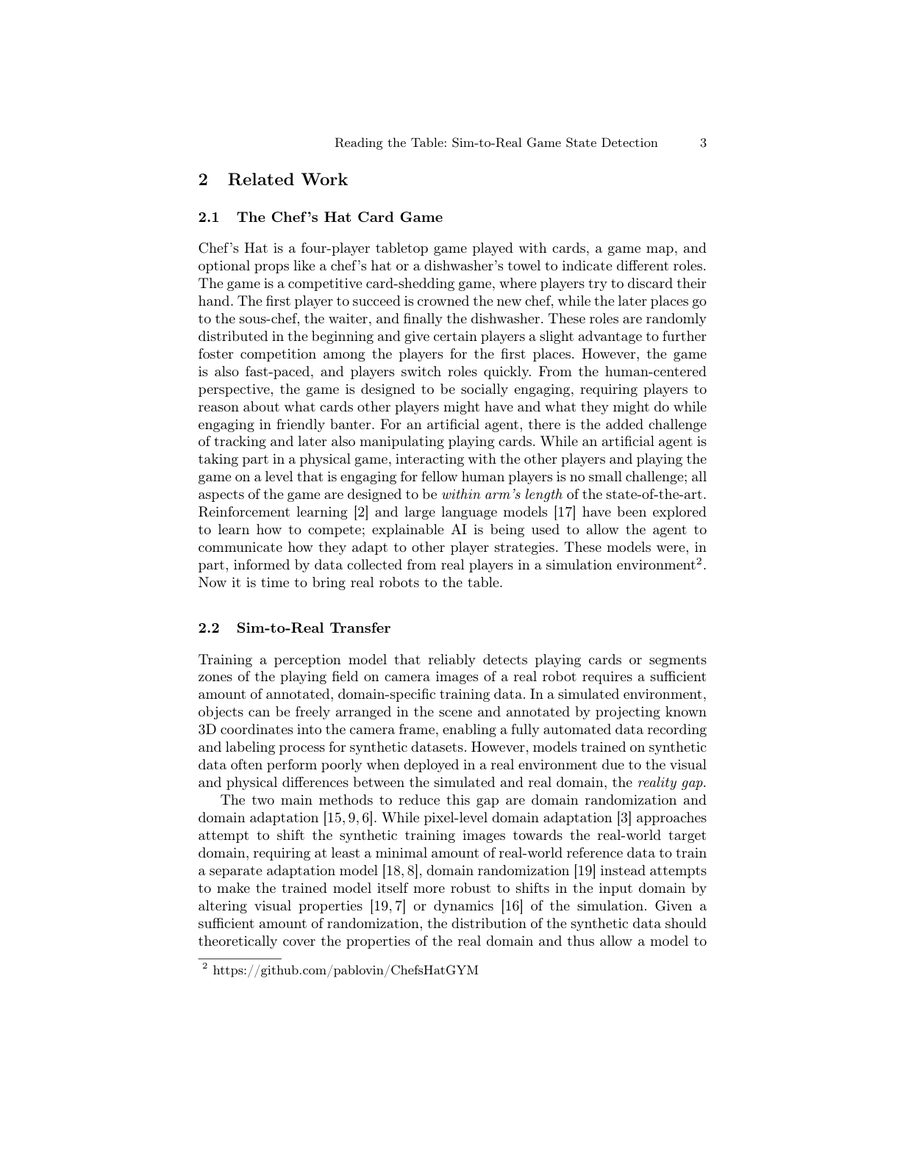 Reading the Table: Sim-to-Real Game State Detection 3
2 Related Work
2.1 The Chef's Hat Card Game
Chef's Hat is a four-player tabletop game played with cards, a game map, and
optional props like a chef's hat or a dishwasher's towel to indicate different roles.
The game is a competitive card-shedding game, where players try to discard their
hand. The first player to succeed is crowned the new chef, while the later places go
to the sous-chef, the waiter, and finally the dishwasher. These roles are randomly
distributed in the beginning and give certain players a slight advantage to further
foster competition among the players for the first places. However, the game
is also fast-paced, and players switch roles quickly. From the human-centered
perspective, the game is designed to be socially engaging, requiring players to
reason about what cards other players might have and what they might do while
engaging in friendly banter. For an artificial agent, there is the added challenge
of tracking and later also manipulating playing cards. While an artificial agent is
taking part in a physical game, interacting with the other players and playing the
game on a level that is engaging for fellow human players is no small challenge; all
aspects of the game are designed to be within arm's length of the state-of-the-art.
Reinforcement learning [2] and large language models [17] have been explored
to learn how to compete; explainable AI is being used to allow the agent to
communicate how they adapt to other player strategies. These models were, in
part, informed by data collected from real players in a simulation environment².
Now it is time to bring real robots to the table.
2.2 Sim-to-Real Transfer
Training a perception model that reliably detects playing cards or segments
zones of the playing field on camera images of a real robot requires a sufficient
amount of annotated, domain-specific training data. In a simulated environment,
objects can be freely arranged in the scene and annotated by projecting known
3D coordinates into the camera frame, enabling a fully automated data recording
and labeling process for synthetic datasets. However, models trained on synthetic
data often perform poorly when deployed in a real environment due to the visual
and physical differences between the simulated and real domain, the reality gap.
The two main methods to reduce this gap are domain randomization and
domain adaptation [15, 9, 6]. While pixel-level domain adaptation [3] approaches
attempt to shift the synthetic training images towards the real-world target
domain, requiring at least a minimal amount of real-world reference data to train
a separate adaptation model [18, 8], domain randomization [19] instead attempts
to make the trained model itself more robust to shifts in the input domain by
altering visual properties [19, 7] or dynamics [16] of the simulation. Given a
sufficient amount of randomization, the distribution of the synthetic data should
theoretically cover the properties of the real domain and thus allow a model to
² https://github.com/pablovin/ChefsHatGYM